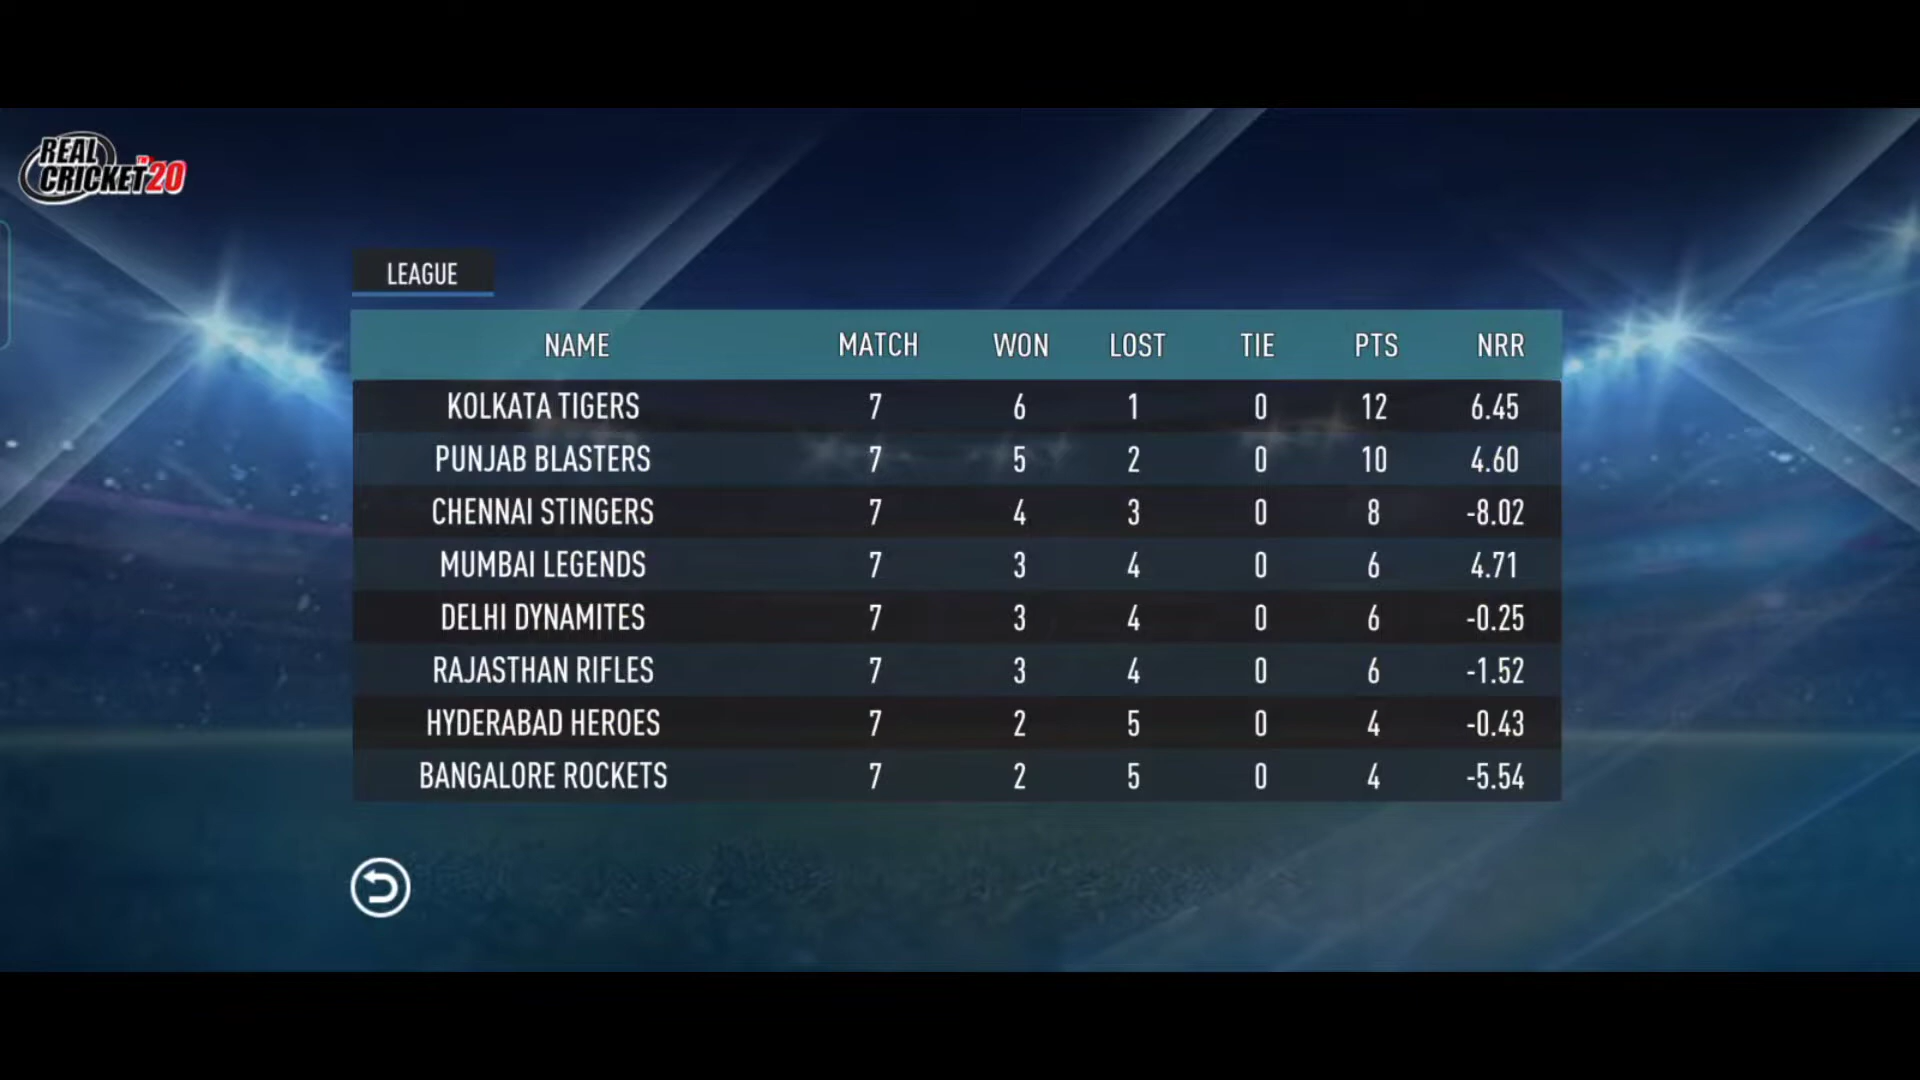 REAL
CRICKET™20
LEAGUE
NAME MATCH WON LOST TIE PTS NRR
KOLKATA TIGERS 7 6 1 0 12 6.45
PUNJAB BLASTERS 7 5 2 0 10 4.60
CHENNAI STINGERS 7 4 3 0 8 -8.02
MUMBAI LEGENDS 7 3 4 0 6 4.71
DELHI DYNAMITES 7 3 4 0 6 -0.25
RAJASTHAN RIFLES 7 3 4 0 6 -1.52
HYDERABAD HEROES 7 2 5 0 4 -0.43
BANGALORE ROCKETS 7 2 5 0 4 -5.54